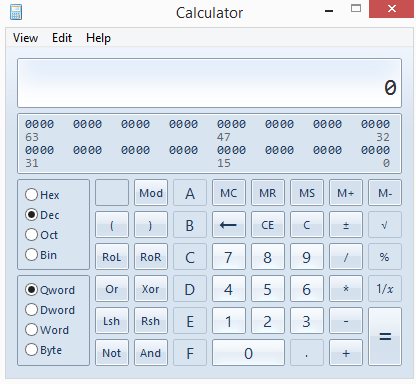 Calculator
View Edit Help
0
0000 0000 0000 0000 0000 0000 0000 0000
63 47 32
0000 0000 0000 0000 0000 0000 0000 0000
31 15 0
Hex Mod A MC MR MS M+ M-
Dec ( ) B ← CE C ± √
Oct RoL RoR C 7 8 9 / %
Bin
Qword Or Xor D 4 5 6 * 1/x
Dword Lsh Rsh E 1 2 3 - =
Word
Byte Not And F 0 . +